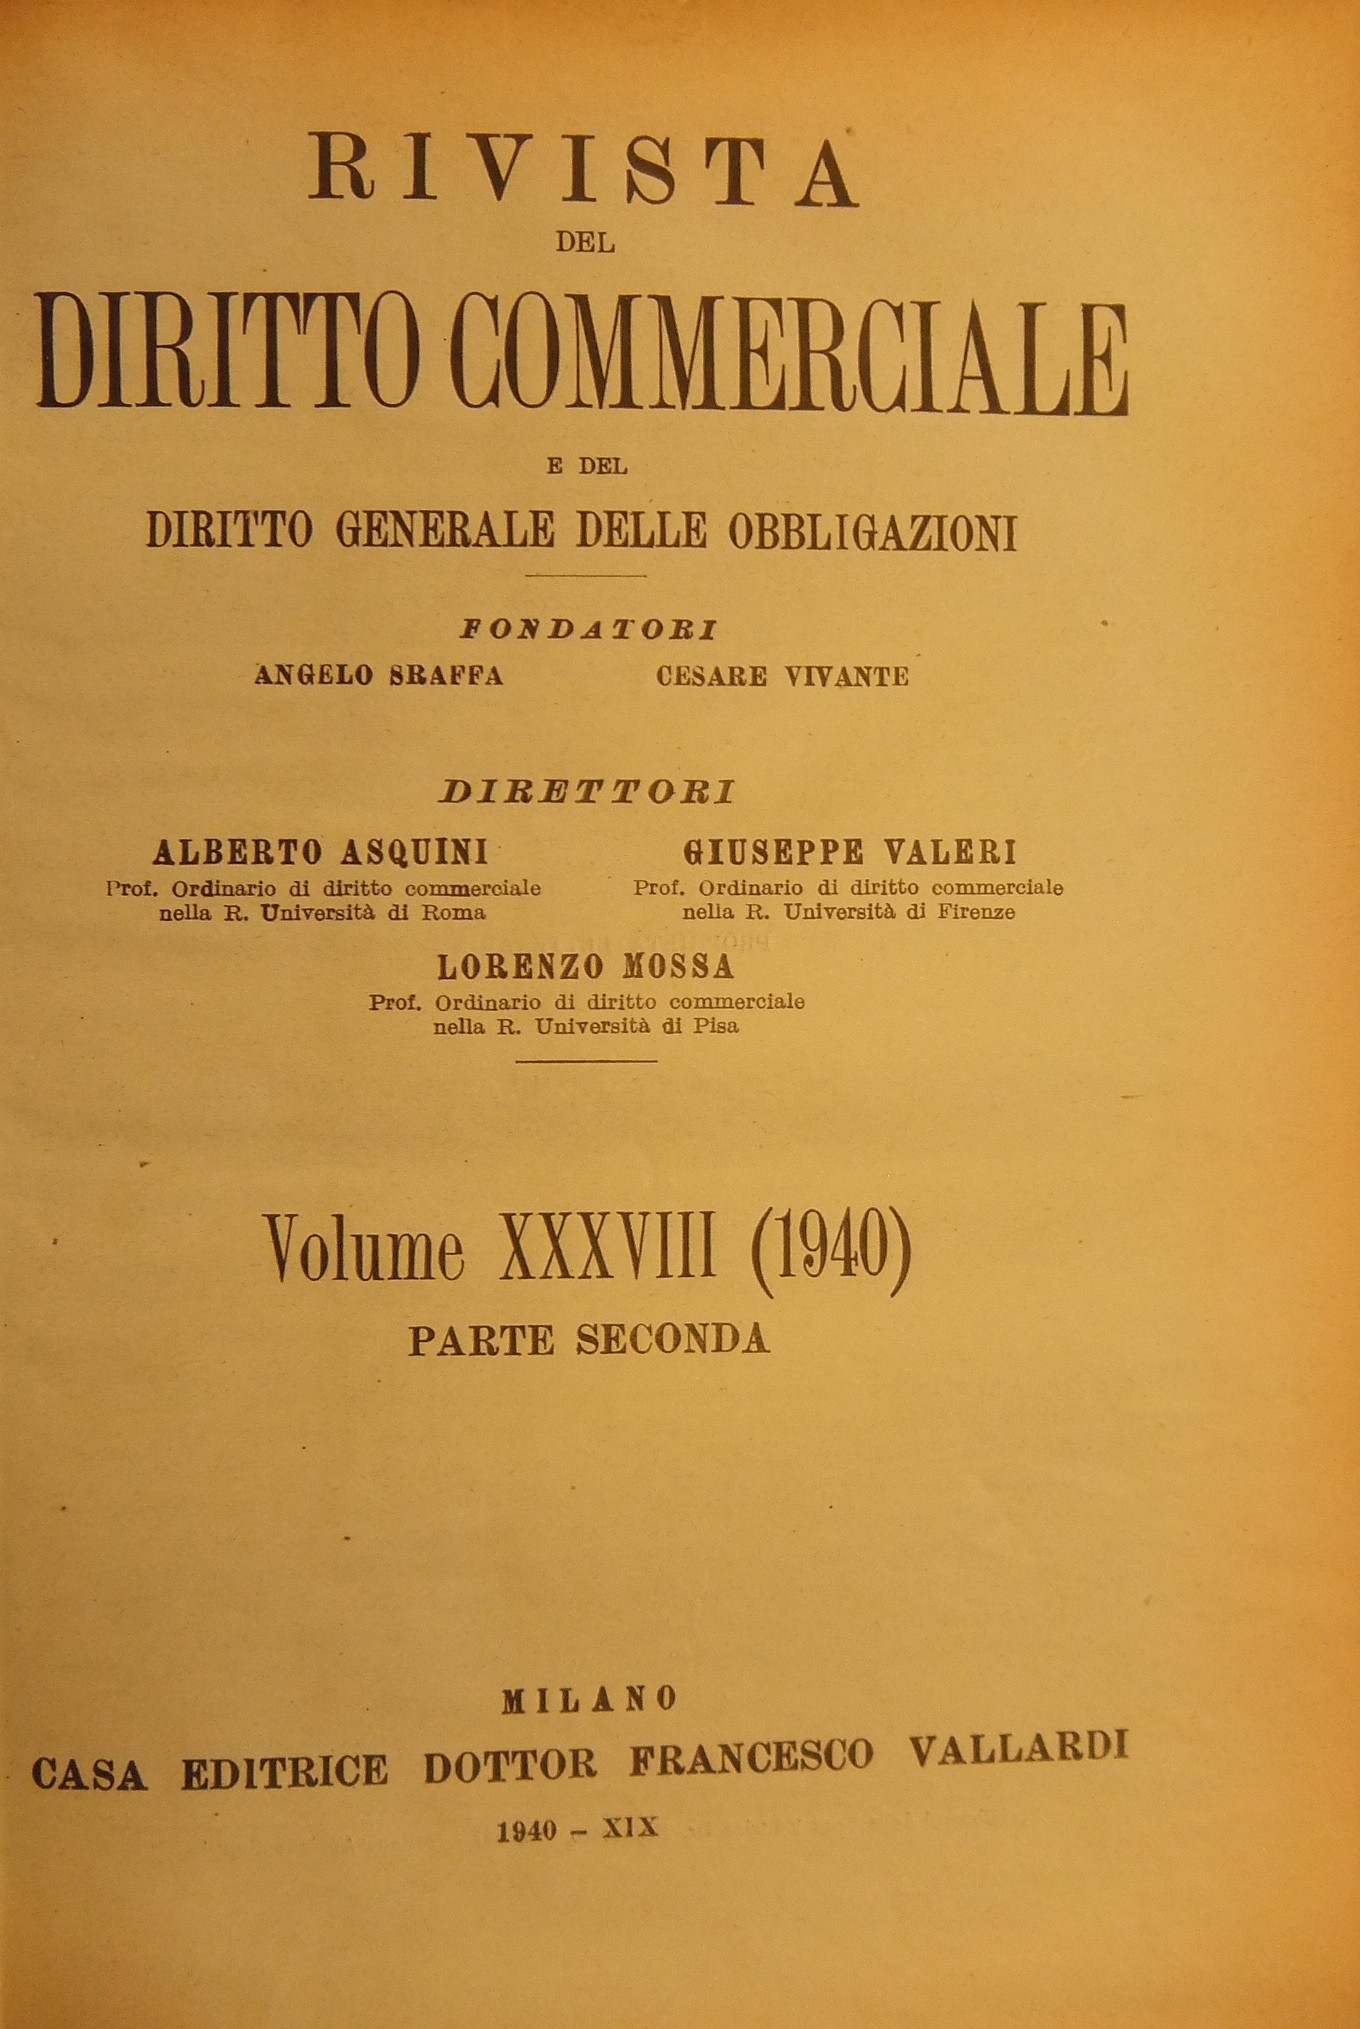 RIVISTA
DEL
DIRITTO COMMERCIALE
E DEL
DIRITTO GENERALE DELLE OBBLIGAZIONI
FONDATORI
ANGELO SRAFFA CESARE VIVANTE
DIRETTORI
ALBERTO ASQUINI GIUSEPPE VALERI
Prof. Ordinario di diritto commerciale Prof. Ordinario di diritto commerciale
nella R. Università di Roma nella R. Università di Firenze
LORENZO MOSSA
Prof. Ordinario di diritto commerciale
nella R. Università di Pisa
Volume XXXVIII (1940)
PARTE SECONDA
MILANO
CASA EDITRICE DOTTOR FRANCESCO VALLARDI
1940 – XIX